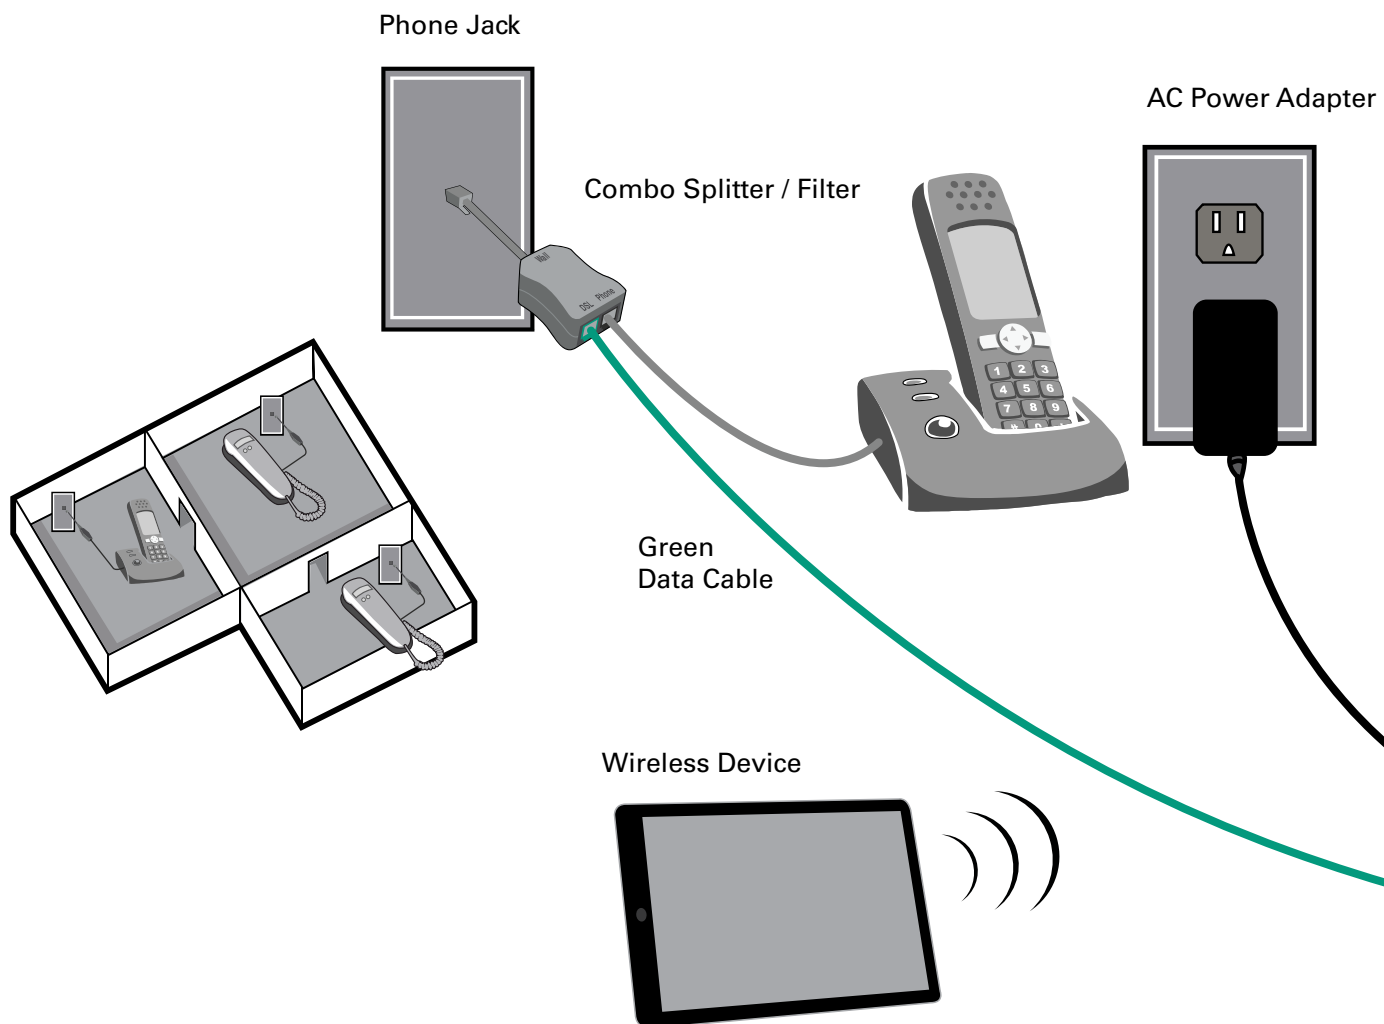 Phone Jack
AC Power Adapter
Combo Splitter / Filter
Wall
DSL Phone
1 2 3
4 5 6
7 8 9
Green
Data Cable
Wireless Device